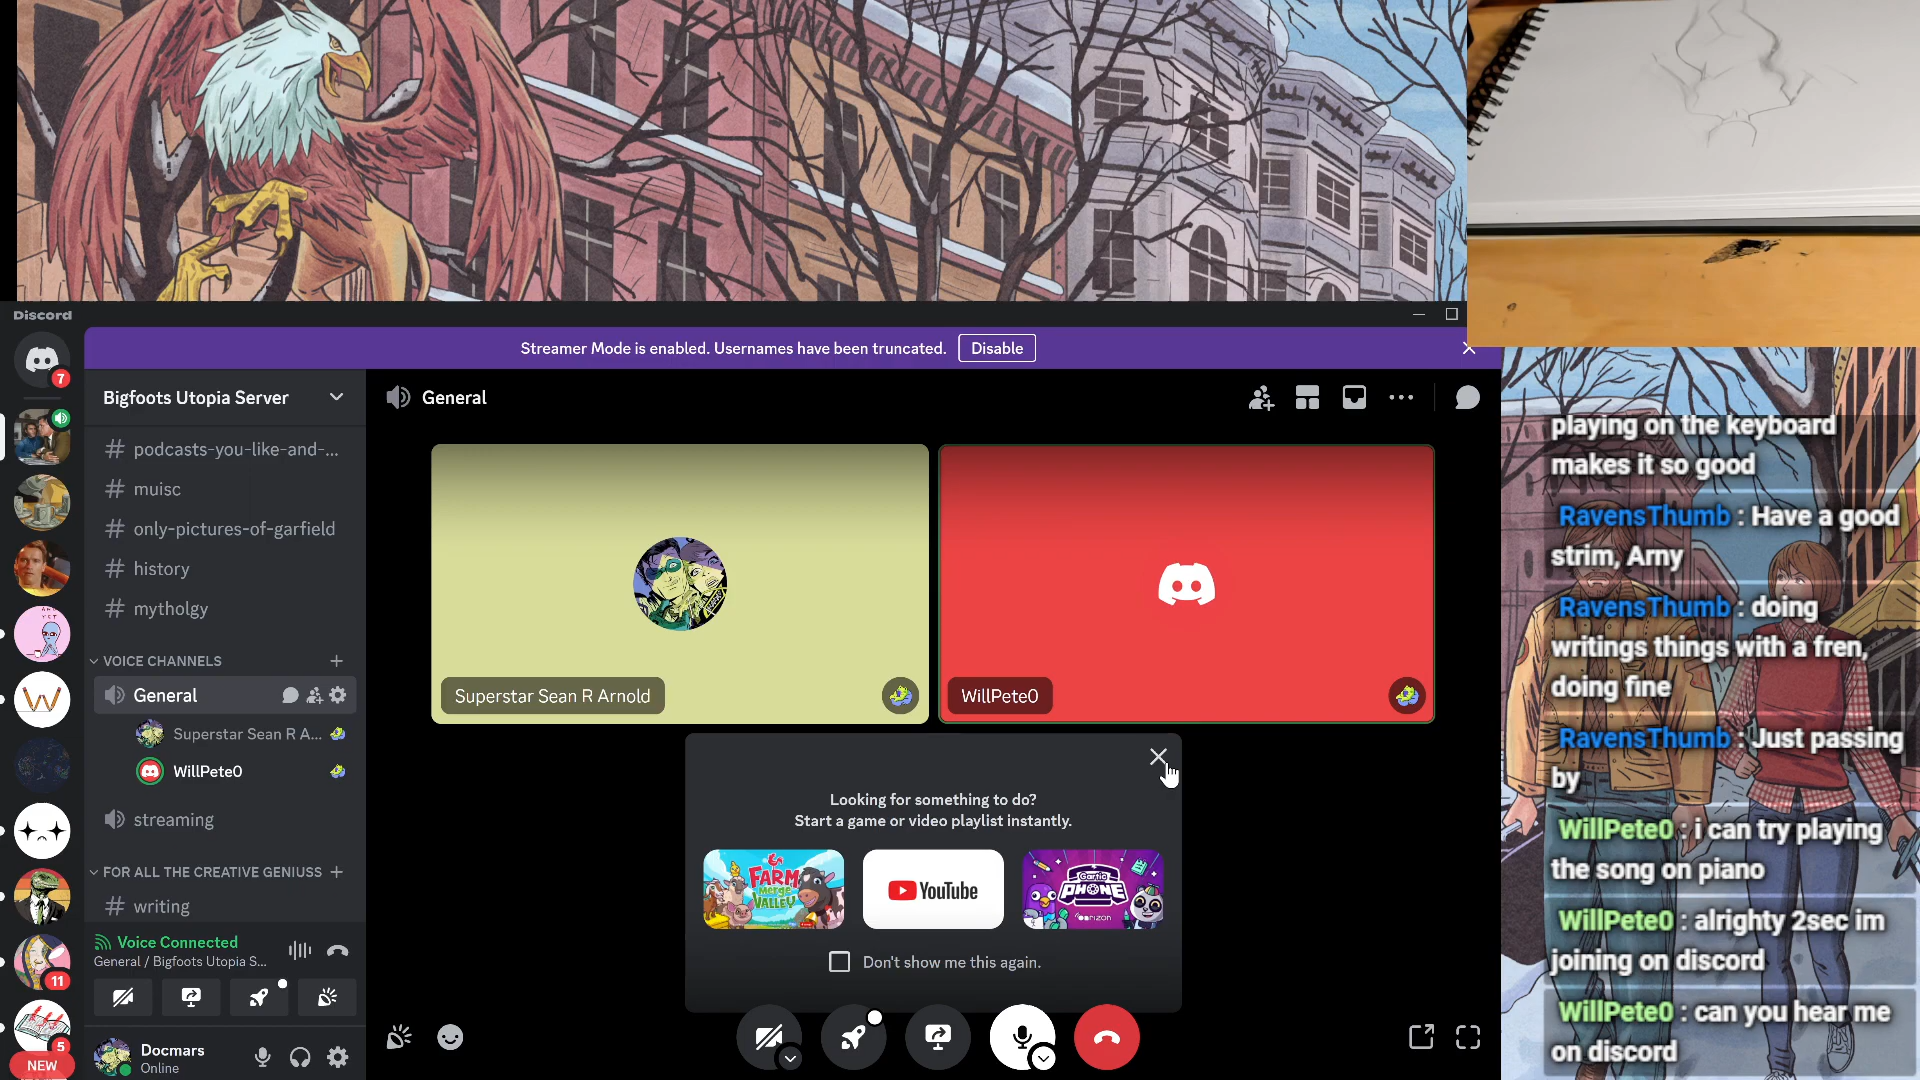 Discord
Streamer Mode is enabled. Usernames have been truncated.
Disable
7
Bigfoots Utopia Server
General
podcasts-you-like-and-...
muisc
only-pictures-of-garfield
history
mytholgy
VOICE CHANNELS
General
Superstar Sean R A...
WillPete0
streaming
FOR ALL THE CREATIVE GENIUSS
writing
Voice Connected
General / Bigfoots Utopia S...
11
5
NEW
Docmars
Online
Superstar Sean R Arnold
WillPete0
Looking for something to do?
Start a game or video playlist instantly.
FARM
Merge
VALLEY
YouTube
Gartic
PHONE
Don't show me this again.
playing on the keyboard
makes it so good
RavensThumb : Have a good
strim, Arny
RavensThumb : doing
writings things with a fren,
doing fine
RavensThumb : Just passing
by
WillPete0 : i can try playing
the song on piano
WillPete0 : alrighty 2sec im
joining on discord
WillPete0 : can you hear me
on discord